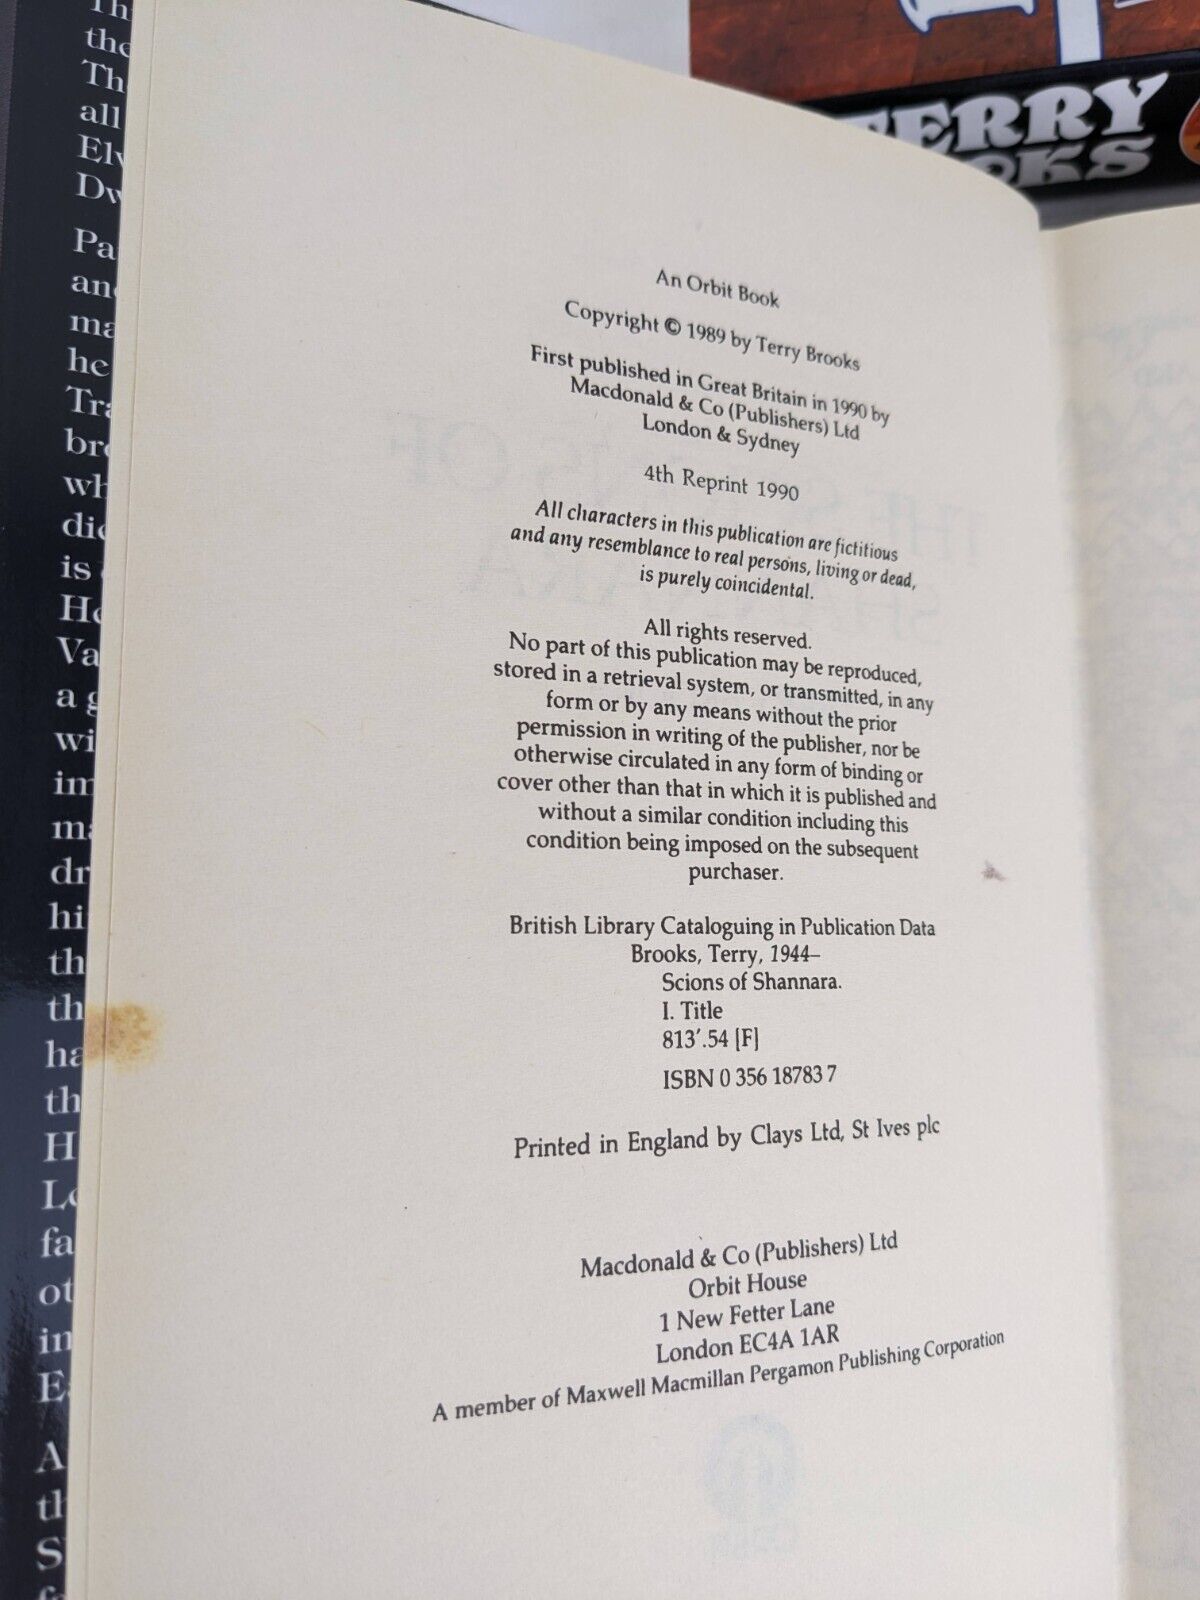 the
all
TERRY
An Orbit Book
Copyright © 1989 by Terry Brooks
First published in Great Britain in 1990 by
Macdonald & Co (Publishers) Ltd
London & Sydney
4th Reprint 1990
All characters in this publication are fictitious
and any resemblance to real persons, living or dead,
is purely coincidental.
All rights reserved.
No part of this publication may be reproduced,
stored in a retrieval system, or transmitted, in any
form or by any means without the prior
permission in writing of the publisher, nor be
otherwise circulated in any form of binding or
cover other than that in which it is published and
without a similar condition including this
condition being imposed on the subsequent
purchaser.
British Library Cataloguing in Publication Data
Brooks, Terry, 1944–
Scions of Shannara.
I. Title
813'.54 [F]
ISBN 0 356 18783 7
Printed in England by Clays Ltd, St Ives plc
Macdonald & Co (Publishers) Ltd
Orbit House
1 New Fetter Lane
London EC4A 1AR
A member of Maxwell Macmillan Pergamon Publishing Corporation